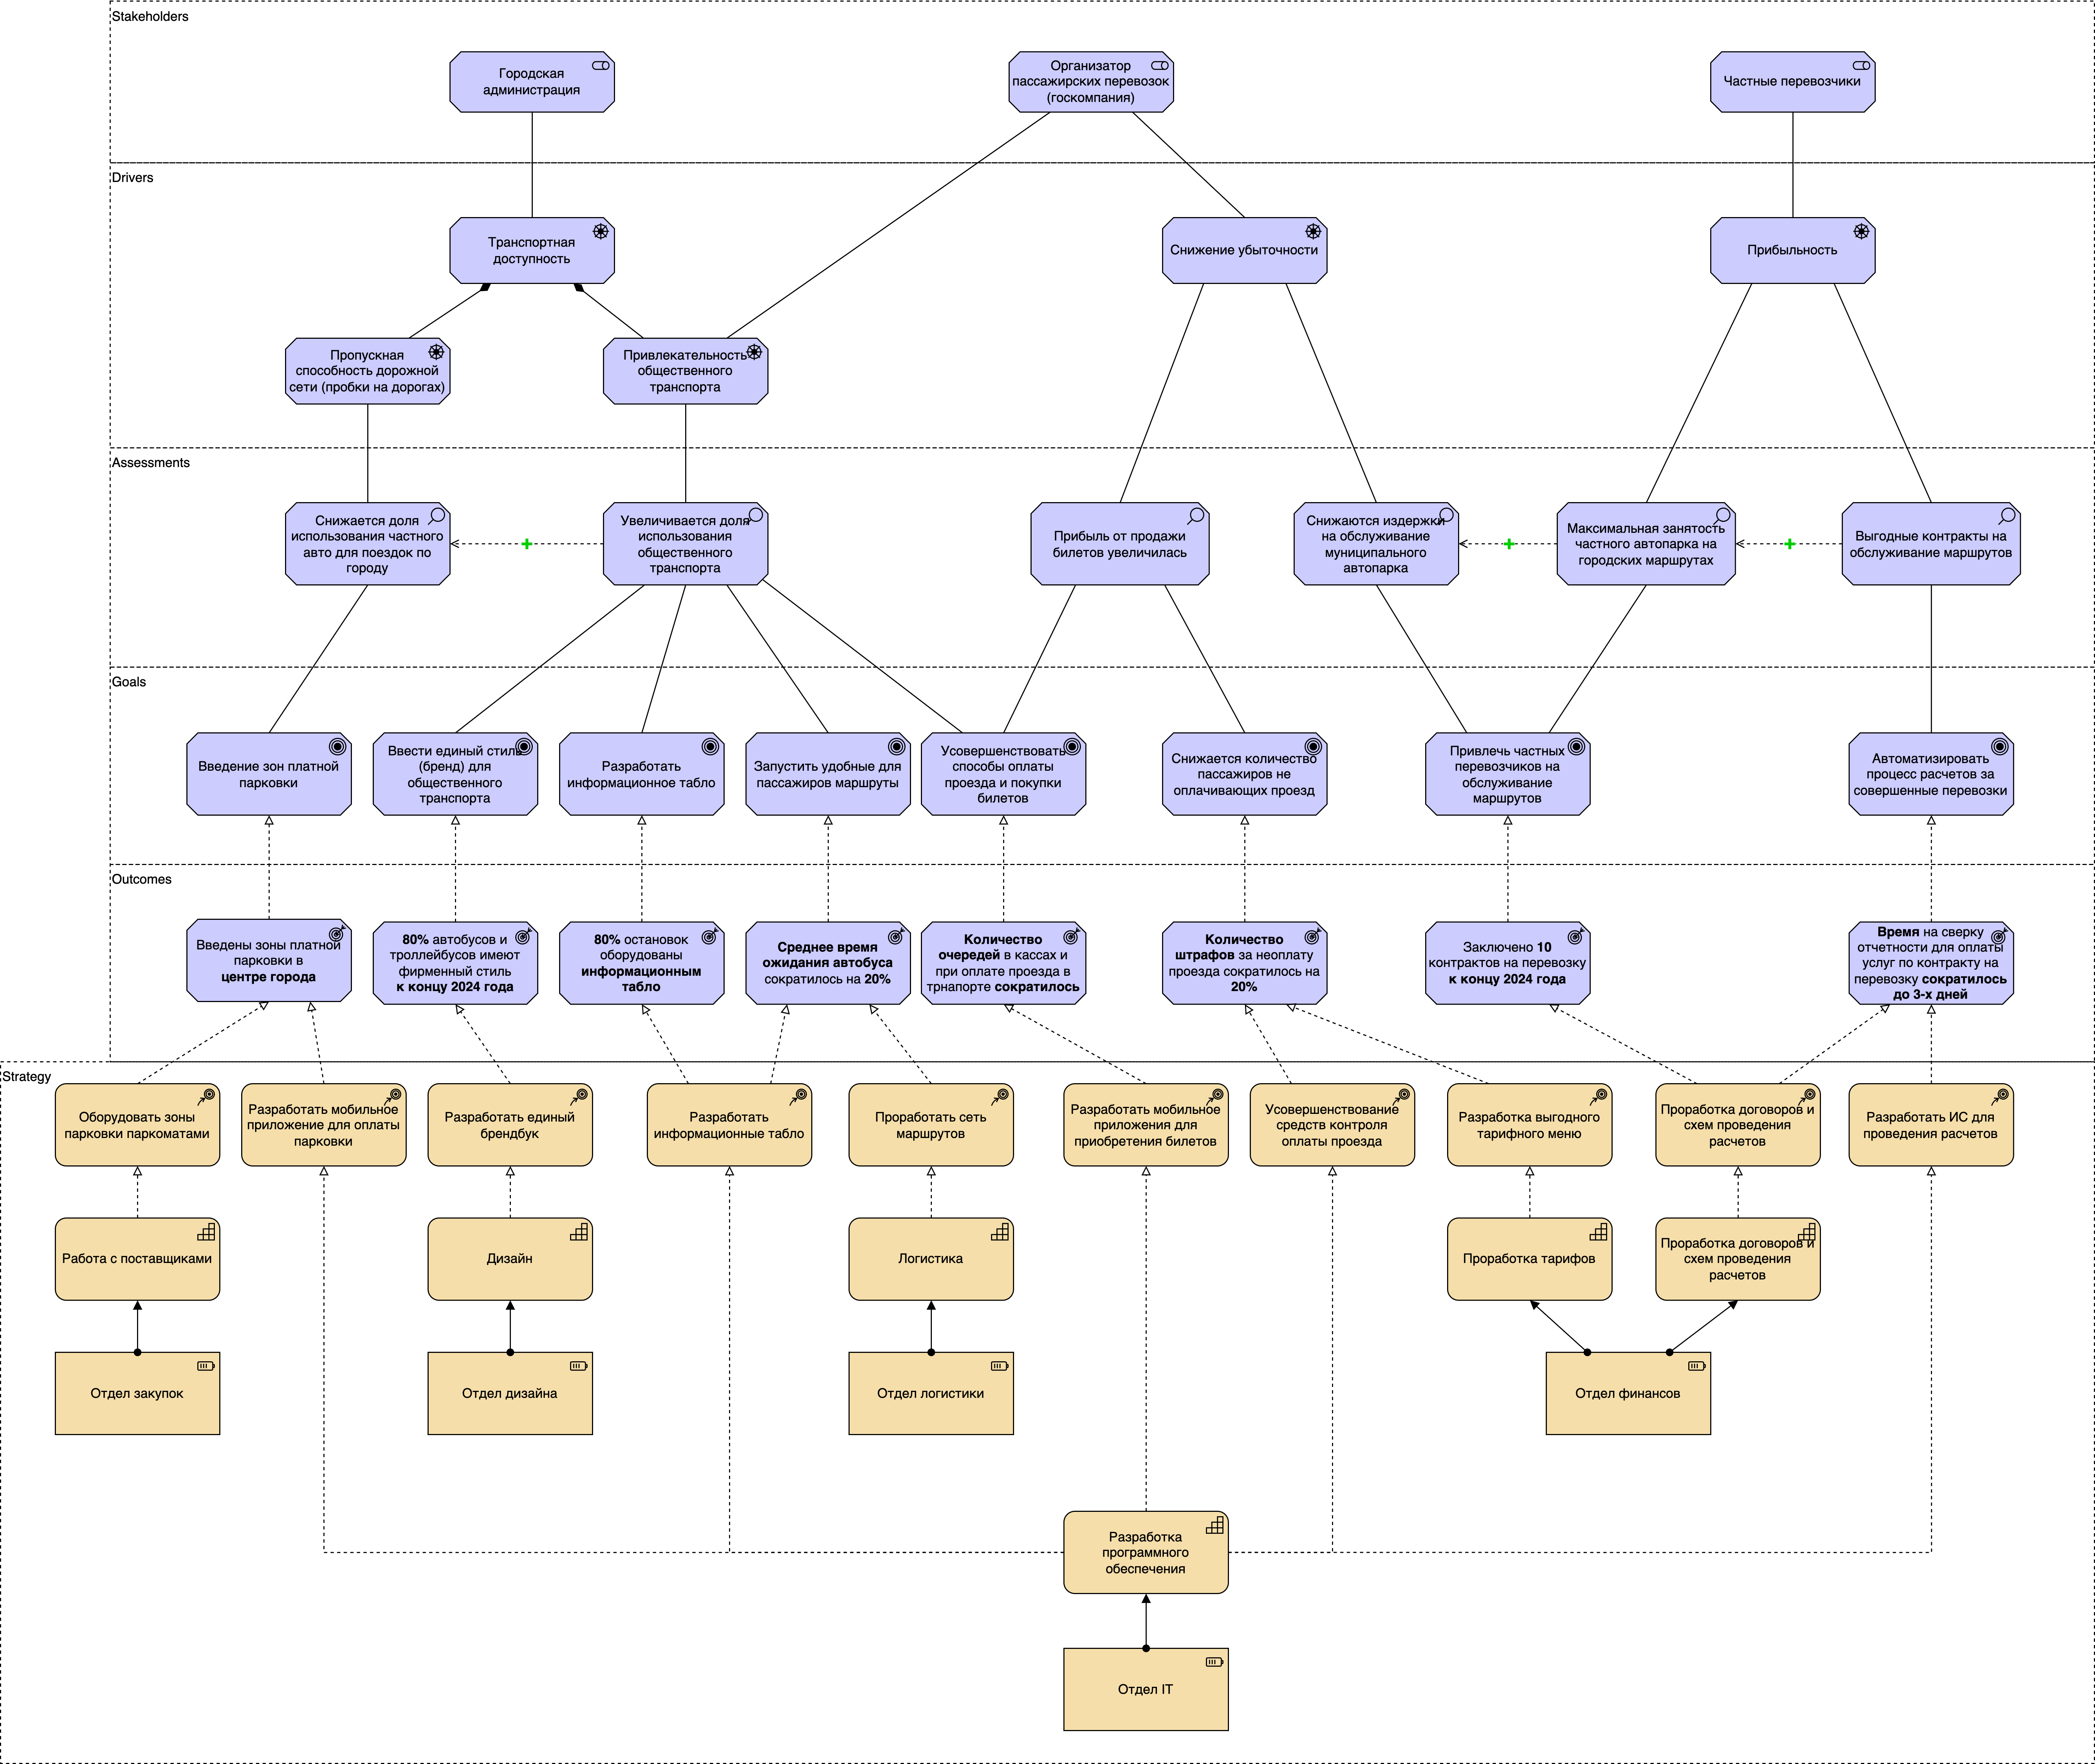 Stakeholders
Городская
администрация
Организатор
пассажирских перевозок
(госкомпания)
Частные перевозчики
Drivers
Транспортная
доступность
Снижение убыточности
Прибыльность
Пропускная
способность дорожной
сети (пробки на дорогах)
Привлекательность
общественного
транспорта
Assessments
Снижается доля
использования частного
авто для поездок по
городу
Увеличивается доля
использования
общественного
транспорта
Прибыль от продажи
билетов увеличилась
Снижаются издержки
на обслуживание
муниципального
автопарка
Максимальная занятость
частного автопарка на
городских маршрутах
Выгодные контракты на
обслуживание маршрутов
Goals
Введение зон платной
парковки
Ввести единый стиль
(бренд) для
общественного
транспорта
Разработать
информационное табло
Запустить удобные для
пассажиров маршруты
Усовершенствовать
способы оплаты
проезда и покупки
билетов
Снижается количество
пассажиров не
оплачивающих проезд
Привлечь частных
перевозчиков на
обслуживание
маршрутов
Автоматизировать
процесс расчетов за
совершенные перевозки
Outcomes
Введены зоны платной
парковки в
центре города
80% автобусов и
троллейбусов имеют
фирменный стиль
к концу 2024 года
80% остановок
оборудованы
информационным
табло
Среднее время
ожидания автобуса
сократилось на 20%
Количество
очередей в кассах и
при оплате проезда в
трнапорте сократилось
Количество
штрафов за неоплату
проезда сократилось на
20%
Заключено 10
контрактов на перевозку
к концу 2024 года
Время на сверку
отчетности для оплаты
услуг по контракту на
перевозку сократилось
до 3-х дней
Strategy
Оборудовать зоны
парковки паркоматами
Разработать мобильное
приложение для оплаты
парковки
Разработать единый
брендбук
Разработать
информационные табло
Проработать сеть
маршрутов
Разработать мобильное
приложения для
приобретения билетов
Усовершенствование
средств контроля
оплаты проезда
Разработка выгодного
тарифного меню
Проработка договоров и
схем проведения
расчетов
Разработать ИС для
проведения расчетов
Работа с поставщиками
Дизайн
Логистика
Проработка тарифов
Проработка договоров и
схем проведения
расчетов
Отдел закупок
Отдел дизайна
Отдел логистики
Отдел финансов
Разработка
программного
обеспечения
Отдел IT